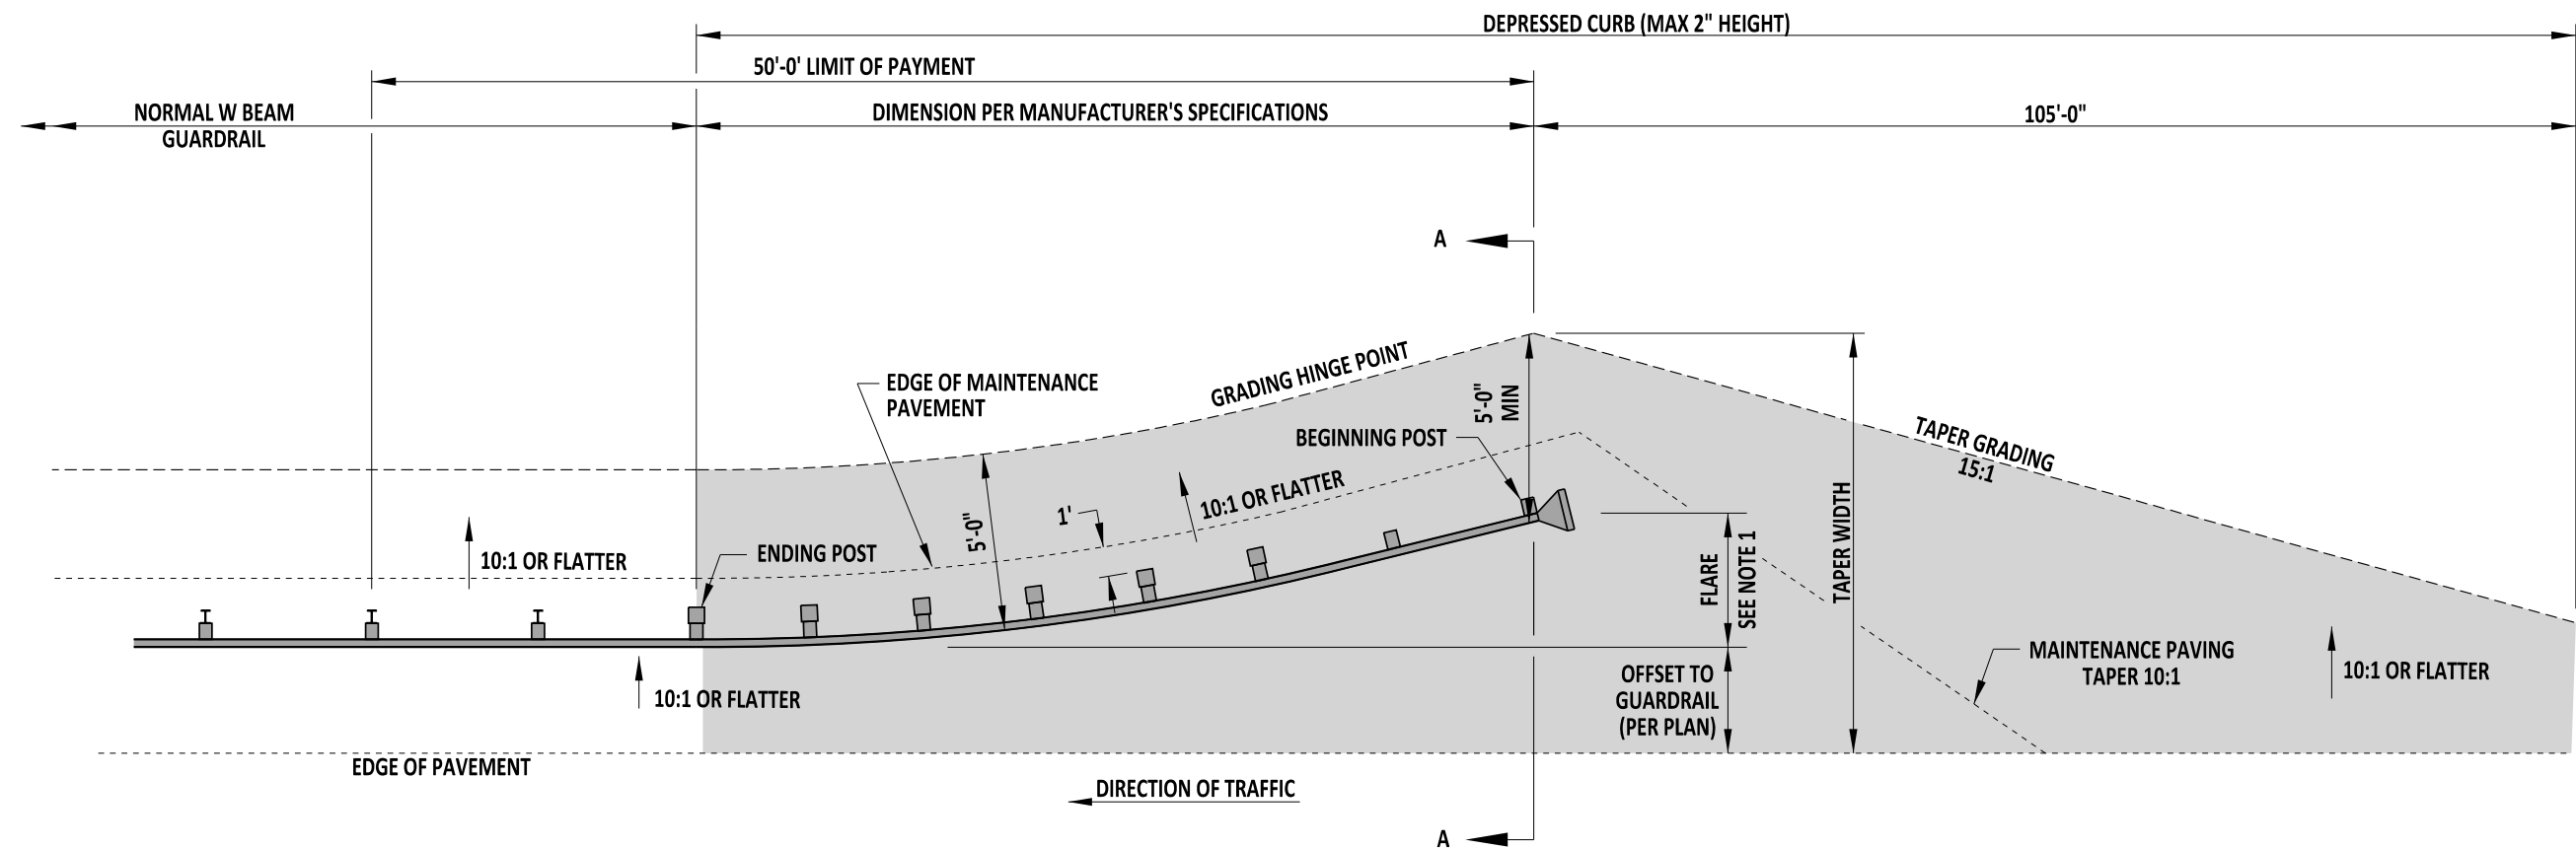 DEPRESSED CURB (MAX 2" HEIGHT)
50'-0' LIMIT OF PAYMENT
NORMAL W BEAM
GUARDRAIL
DIMENSION PER MANUFACTURER'S SPECIFICATIONS
105'-0"
A
GRADING HINGE POINT
EDGE OF MAINTENANCE
PAVEMENT
5'-0"
MIN
BEGINNING POST
TAPER GRADING
15:1
10:1 OR FLATTER
1'
5'-0"
10:1 OR FLATTER
ENDING POST
FLARE
SEE NOTE 1
TAPER WIDTH
10:1 OR FLATTER
OFFSET TO
GUARDRAIL
(PER PLAN)
MAINTENANCE PAVING
TAPER 10:1
10:1 OR FLATTER
EDGE OF PAVEMENT
DIRECTION OF TRAFFIC
A